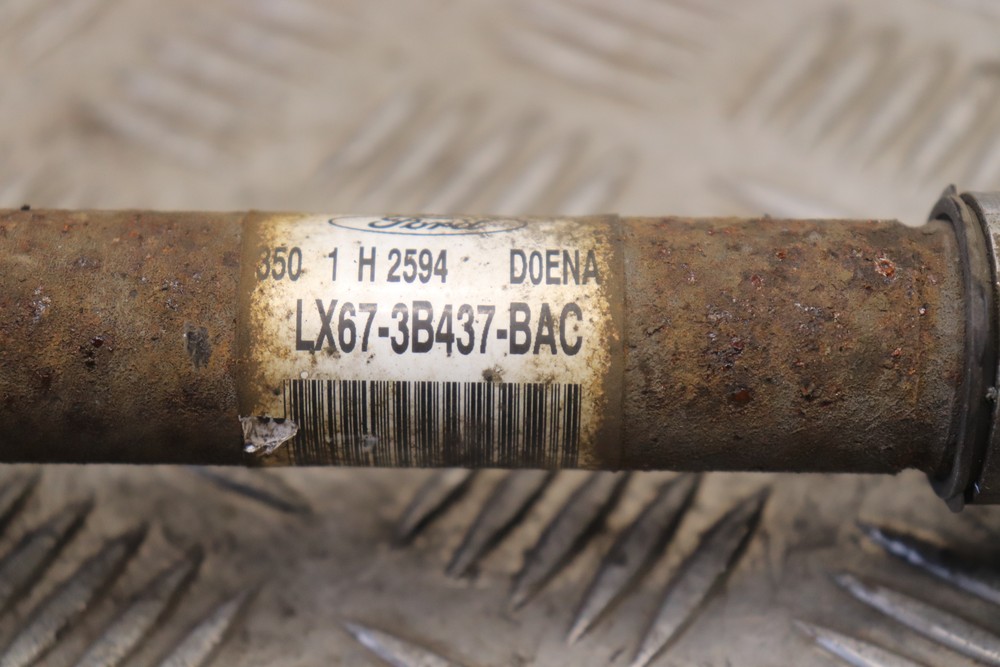 Ford
350 1 H 2594 D0ENA
LX67-3B437-BAC